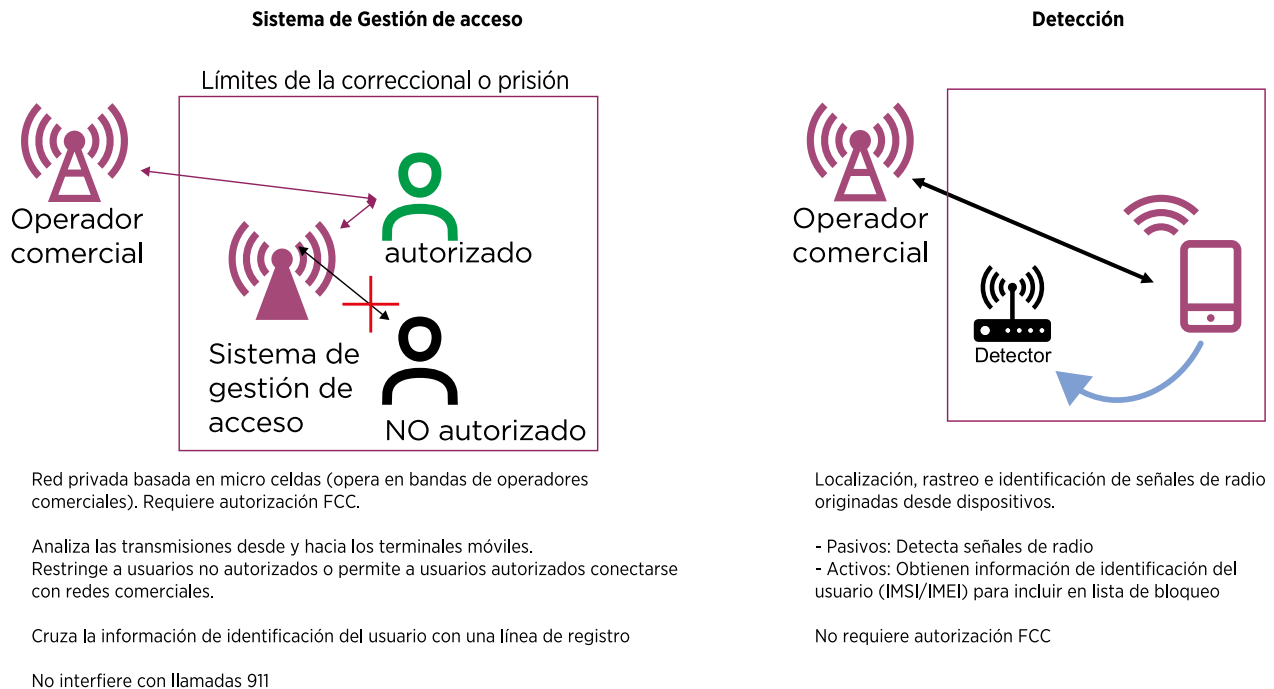 Sistema de Gestión de acceso
Límites de la correccional o prisión
Operador
comercial
autorizado
Sistema de
gestión de
acceso
NO autorizado
Red privada basada en micro celdas (opera en bandas de operadores
comerciales). Requiere autorización FCC.
Analiza las transmisiones desde y hacia los terminales móviles.
Restringe a usuarios no autorizados o permite a usuarios autorizados conectarse
con redes comerciales.
Cruza la información de identificación del usuario con una línea de registro
No interfiere con llamadas 911
Detección
Operador
comercial
Detector
Localización, rastreo e identificación de señales de radio
originadas desde dispositivos.
- Pasivos: Detecta señales de radio
- Activos: Obtienen información de identificación del
usuario (IMSI/IMEI) para incluir en lista de bloqueo
No requiere autorización FCC